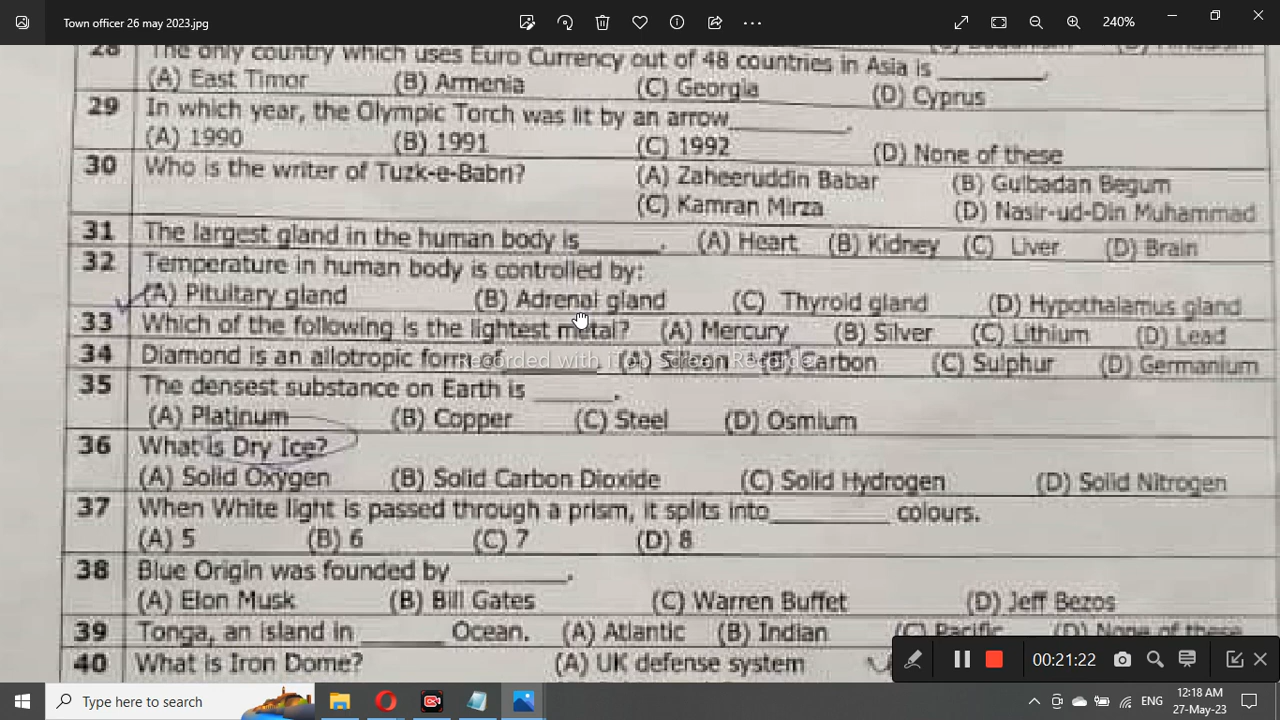 Town officer 26 may 2023.jpg
240%
28 The only country which uses Euro Currency out of 48 countries in Asia is ________.
(A) East Timor (B) Armenia (C) Georgia (D) Cyprus
29 In which year, the Olympic Torch was lit by an arrow________.
(A) 1990 (B) 1991 (C) 1992 (D) None of these
30 Who is the writer of Tuzk-e-Babri? (A) Zaheeruddin Babar (B) Gulbadan Begum
(C) Kamran Mirza (D) Nasir-ud-Din Muhammad
31 The largest gland in the human body is______. (A) Heart (B) Kidney (C) Liver (D) Brain
32 Temperature in human body is controlled by:
(A) Pituitary gland (B) Adrenal gland (C) Thyroid gland (D) Hypothalamus gland
33 Which of the following is the lightest metal? (A) Mercury (B) Silver (C) Lithium (D) Lead
34 Diamond is an allotropic form of ______. (A) Silicon (B) Carbon (C) Sulphur (D) Germanium
Recorded with
35 The densest substance on Earth is ______.
(A) Platinum (B) Copper (C) Steel (D) Osmium
36 What is Dry Ice?
(A) Solid Oxygen (B) Solid Carbon Dioxide (C) Solid Hydrogen (D) Solid Nitrogen
37 When White light is passed through a prism, it splits into________ colours.
(A) 5 (B) 6 (C) 7 (D) 8
38 Blue Origin was founded by ________.
(A) Elon Musk (B) Bill Gates (C) Warren Buffet (D) Jeff Bezos
39 Tonga, an island in ______ Ocean. (A) Atlantic (B) Indian (C) Pacific (D) None of these
40 What is Iron Dome? (A) UK defense system
00:21:22
Type here to search
ENG
12:18 AM
27-May-23